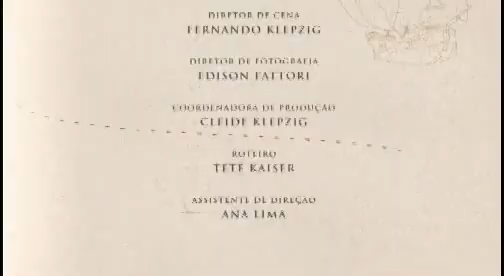 DIRETOR DE CENA
FERNANDO KLEPZIG
DIRETOR DE FOTOGRAFIA
EDISON FATTORI
COORDENADORA DE PRODUÇÃO
CLEIDE KLEPZIG
ROTEIRO
TETE KAISER
ASSISTENTE DE DIREÇÃO
ANA LIMA